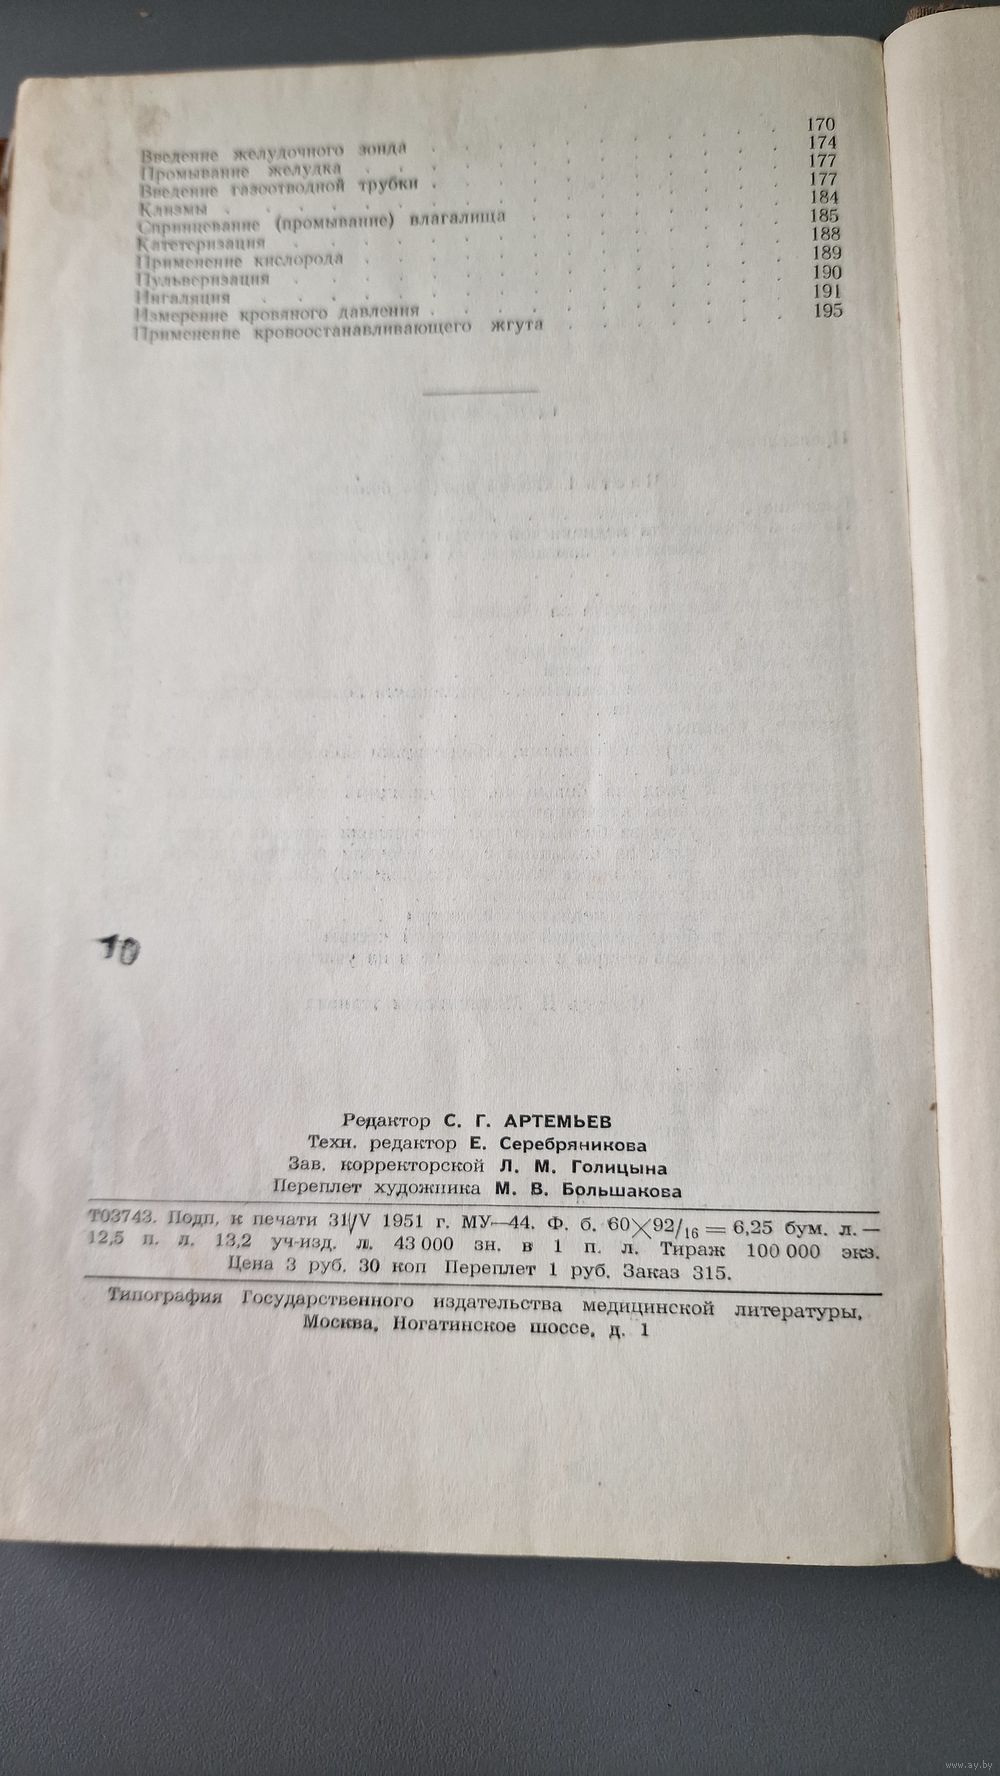 Введение желудочного зонда . . . . . . . . . . . 170
Промывание желудка . . . . . . . . . . . . . 174
Введение газоотводной трубки . . . . . . . . . . . 177
Клизмы . . . . . . . . . . . . . . . . . 177
Спринцевание (промывание) влагалища . . . . . . . . 184
Катетеризация . . . . . . . . . . . . . . . 185
Применение кислорода . . . . . . . . . . . . . 188
Пульверизация . . . . . . . . . . . . . . . 189
Ингаляция . . . . . . . . . . . . . . . . 190
Измерение кровяного давления . . . . . . . . . . . 191
Применение кровоостанавливающего жгута . . . . . . . 195
10
Редактор С. Г. АРТЕМЬЕВ
Техн. редактор Е. Серебряникова
Зав. корректорской Л. М. Голицына
Переплет художника М. В. Большакова
Т03743. Подп. к печати 31/V 1951 г. МУ—44. Ф. б. 60×92/16 = 6,25 бум. л. —
12,5 п. л. 13,2 уч-изд. л. 43 000 зн. в 1 п. л. Тираж 100 000 экз.
Цена 3 руб. 30 коп Переплет 1 руб. Заказ 315.
Типография Государственного издательства медицинской литературы,
Москва, Ногатинское шоссе, д. 1
www.ay.by